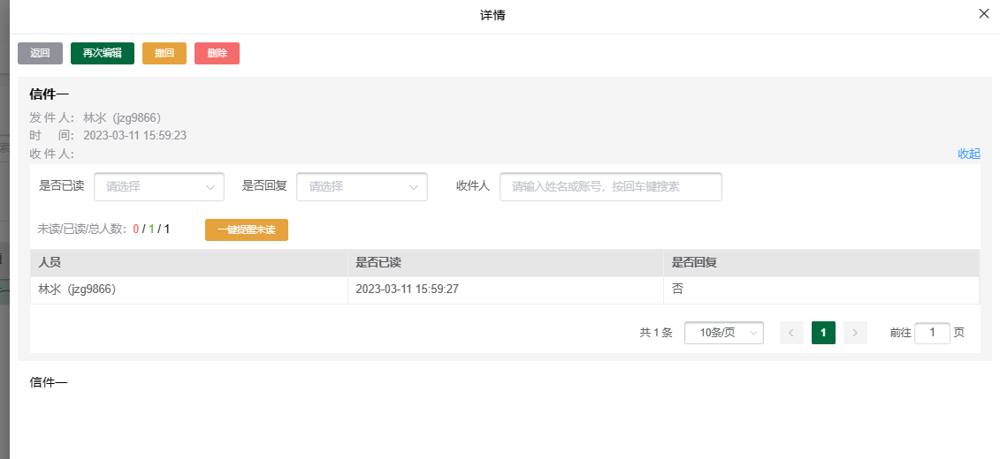 详情
返回 再次编辑 撤回 删除
信件一
发 件 人： 林氺（jzg9866）
时 间： 2023-03-11 15:59:23
收 件 人： 收起
是否已读 请选择 是否回复 请选择 收件人 请输入姓名或账号，按回车键搜索
未读/已读/总人数：0 / 1 / 1 一键提醒未读
人员 是否已读 是否回复
林氺（jzg9866） 2023-03-11 15:59:27 否
共 1 条 10条/页 1 前往 1 页
信件一